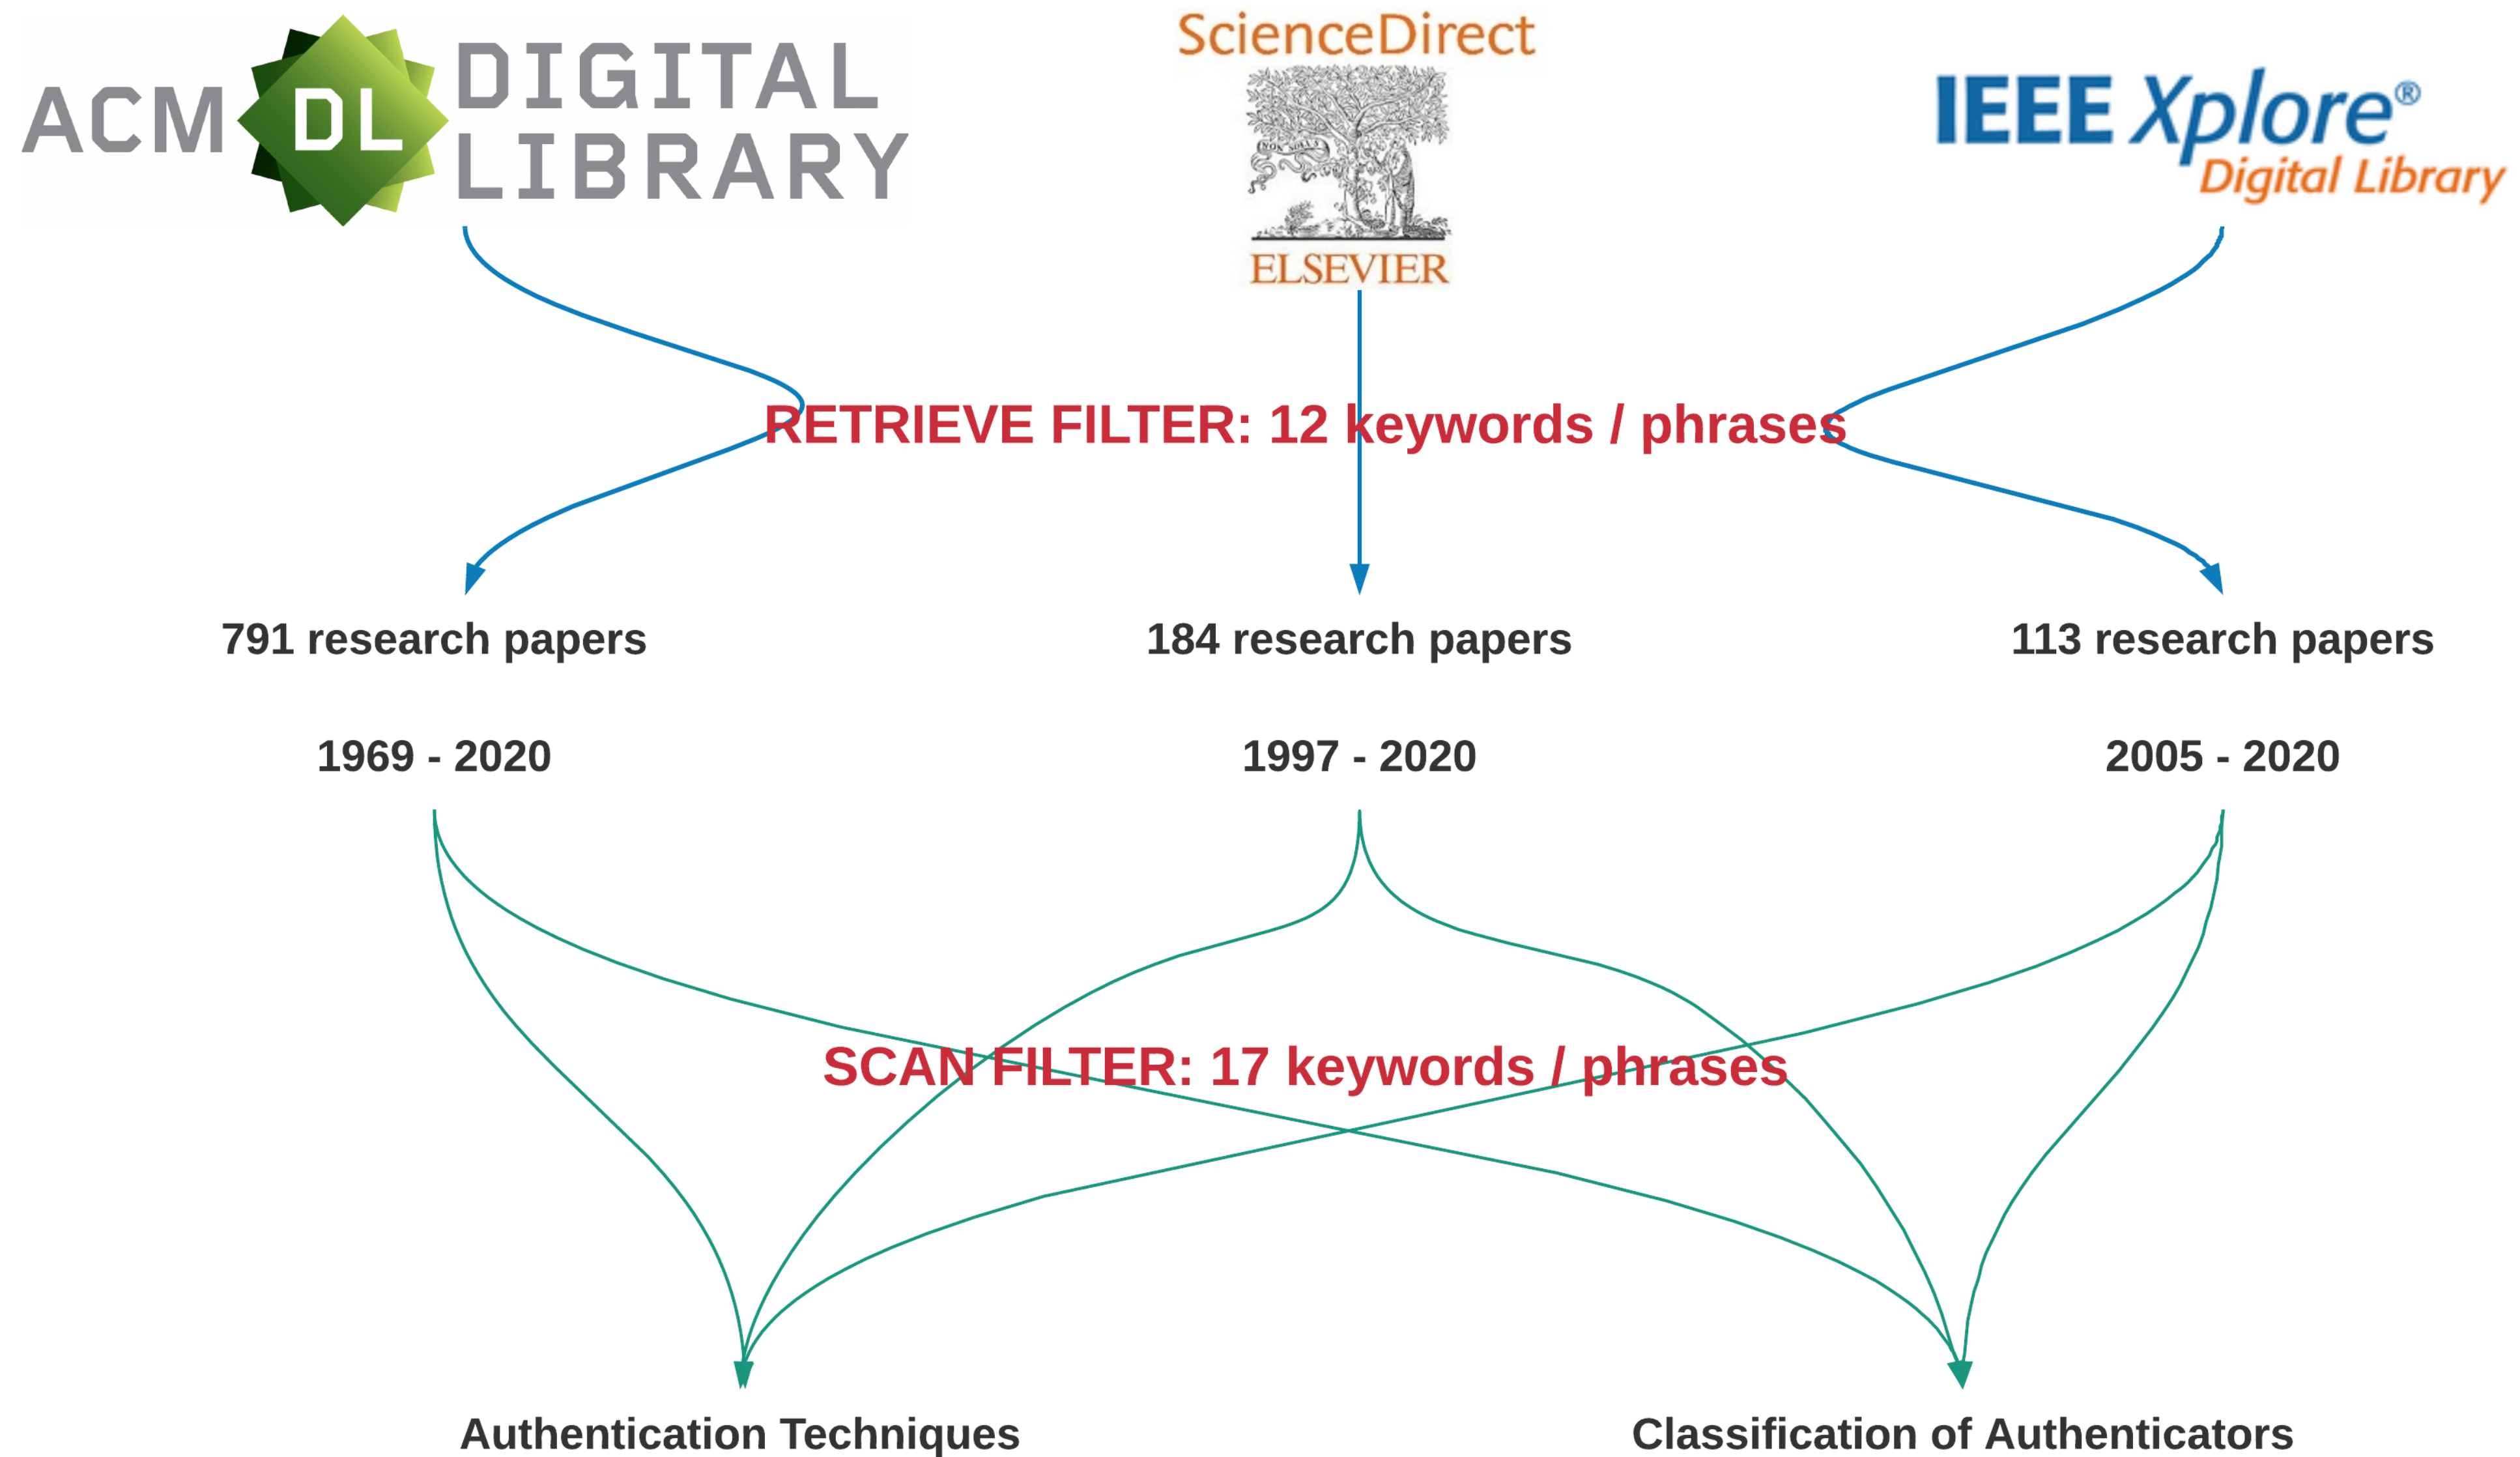 ACM DL DIGITAL LIBRARY
ScienceDirect
NON SOLUS
ELSEVIER
IEEE Xplore®
Digital Library
RETRIEVE FILTER: 12 keywords / phrases
791 research papers
184 research papers
113 research papers
1969 - 2020
1997 - 2020
2005 - 2020
SCAN FILTER: 17 keywords / phrases
Authentication Techniques
Classification of Authenticators